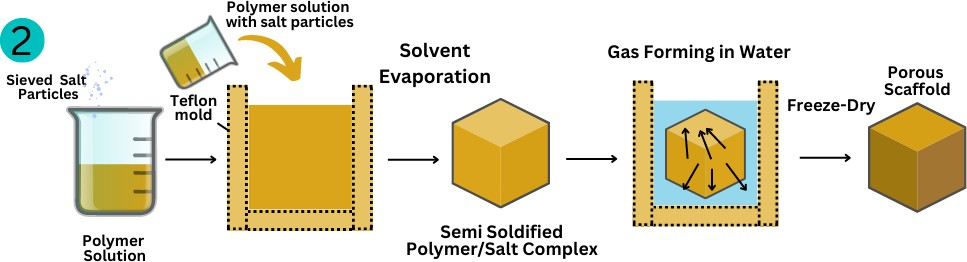 2
Sieved Salt
Particles
Polymer
Solution
Polymer solution
with salt particles
Teflon
mold
Solvent
Evaporation
Semi Soldified
Polymer/Salt Complex
Gas Forming in Water
Freeze-Dry
Porous
Scaffold